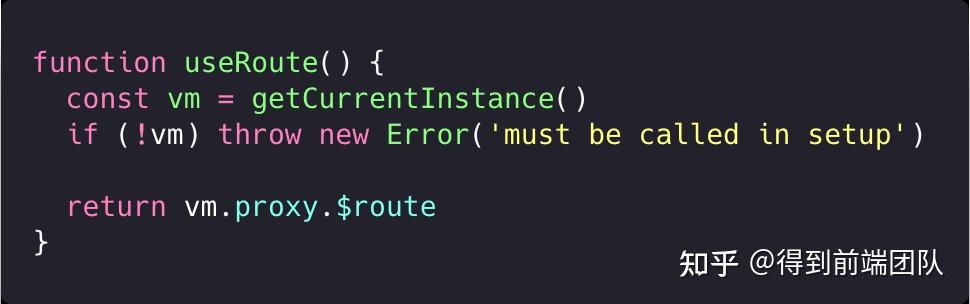 function useRoute() {
  const vm = getCurrentInstance()
  if (!vm) throw new Error('must be called in setup')

  return vm.proxy.$route
}
知乎 @得到前端团队